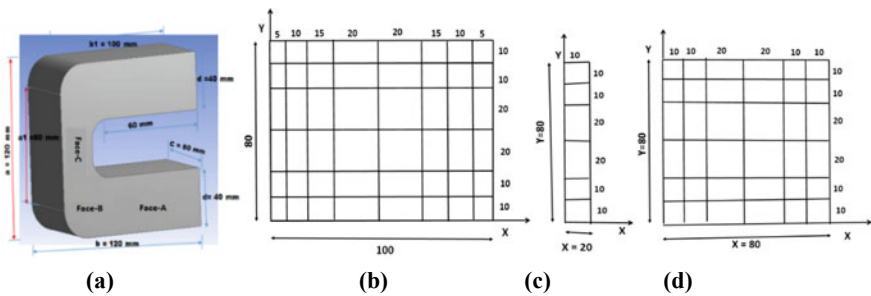 b1 = 100 mm
d =40 mm
60 mm
a = 120 mm
a1 =80 mm
Face-C
C = 80 mm
d= 40 mm
Face-B
Face-A
b = 120 mm
(a)
Y
5 10 15 20 20 15 10 5
10
10
20
20
10
10
80
X
100
(b)
Y
10
10
10
20
20
10
10
Y=80
X
X = 20
(c)
Y
10 10 20 20 10 10
10
10
20
20
10
10
Y=80
X
X = 80
(d)